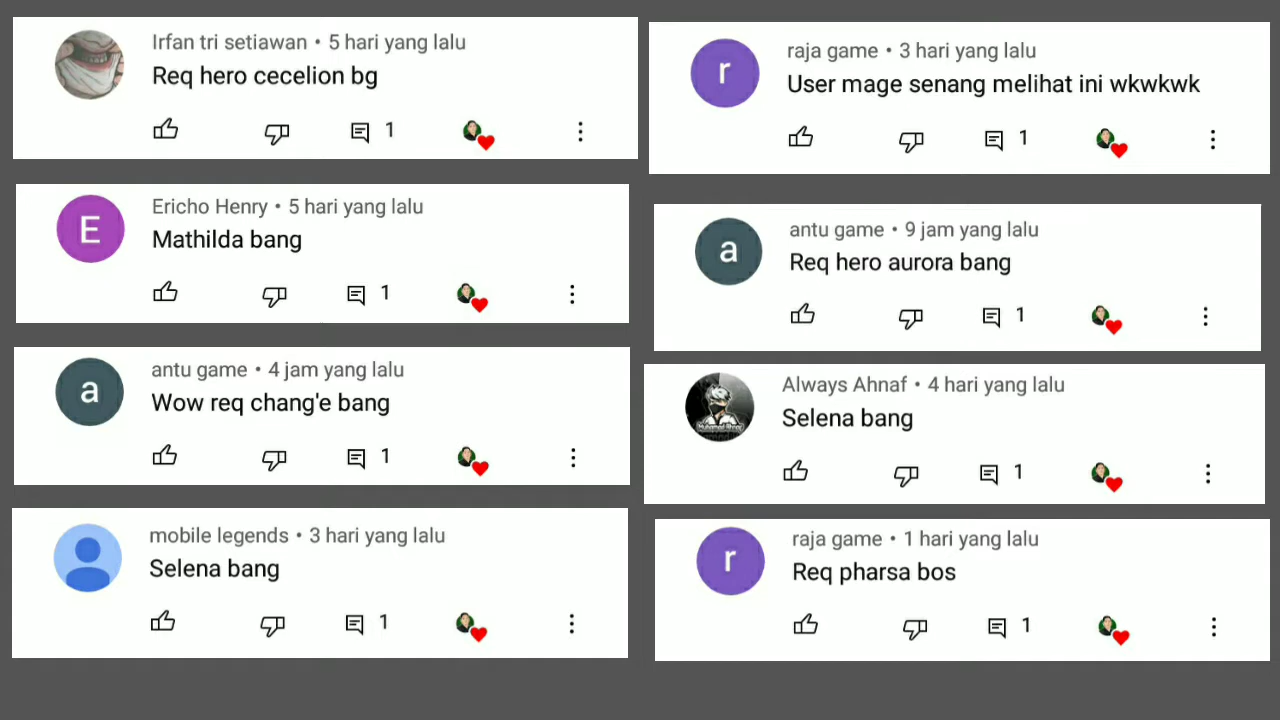 Irfan tri setiawan • 5 hari yang lalu
Req hero cecelion bg
1
E
Ericho Henry • 5 hari yang lalu
Mathilda bang
1
a
antu game • 4 jam yang lalu
Wow req chang'e bang
1
mobile legends • 3 hari yang lalu
Selena bang
1
r
raja game • 3 hari yang lalu
User mage senang melihat ini wkwkwk
1
a
antu game • 9 jam yang lalu
Req hero aurora bang
1
Always Ahnaf • 4 hari yang lalu
Selena bang
1
r
raja game • 1 hari yang lalu
Req pharsa bos
1